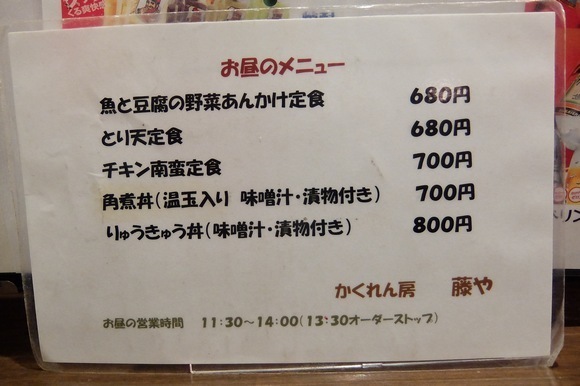 くる爽快感
お昼のメニュー
魚と豆腐の野菜あんかけ定食 680円
とり天定食 680円
チキン南蛮定食 700円
角煮丼(温玉入り 味噌汁・漬物付き) 700円
りゅうきゅう丼(味噌汁・漬物付き) 800円
かくれん房 藤や
お昼の営業時間 11:30～14:00(13:30オーダーストップ)